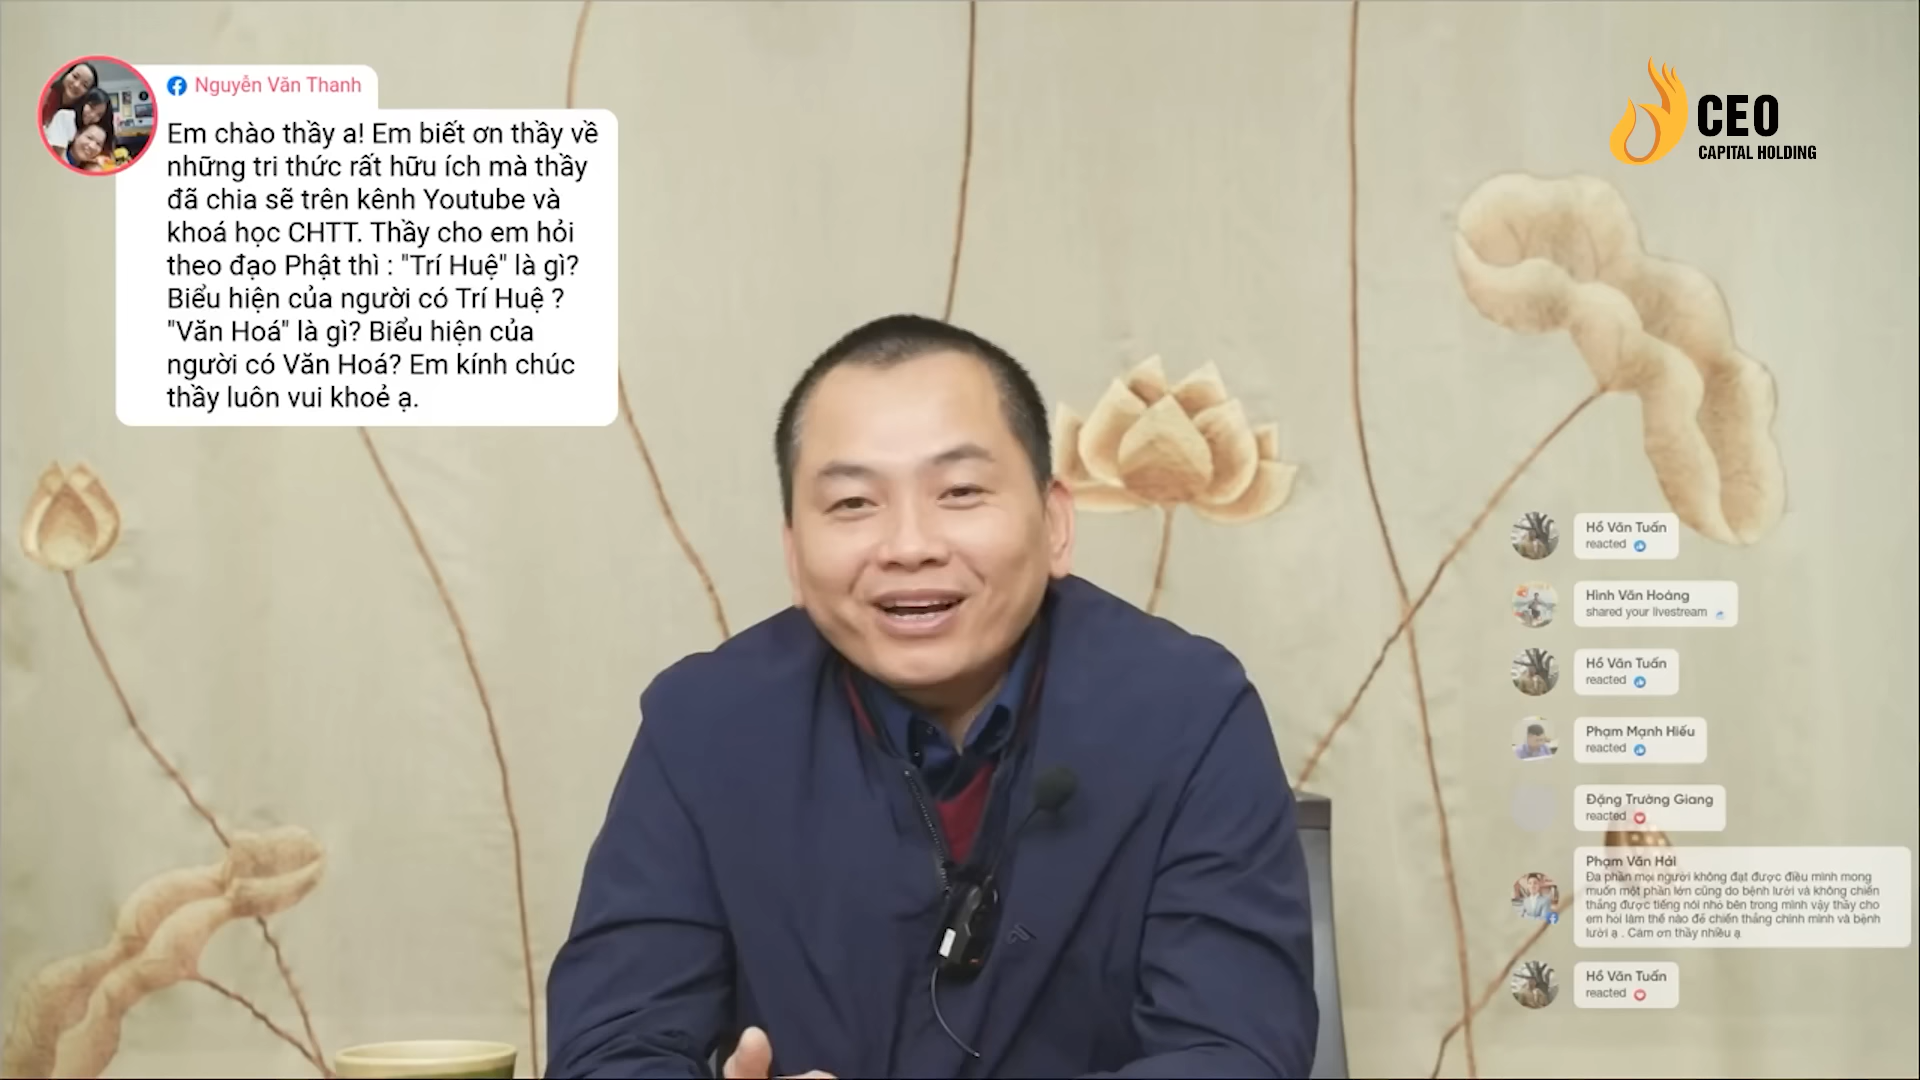 Nguyễn Văn Thanh
Em chào thầy ạ! Em biết ơn thầy về
những tri thức rất hữu ích mà thầy
đã chia sẽ trên kênh Youtube và
khoá học CHTT. Thầy cho em hỏi
theo đạo Phật thì : "Trí Huệ" là gì?
Biểu hiện của người có Trí Huệ ?
"Văn Hoá" là gì? Biểu hiện của
người có Văn Hoá? Em kính chúc
thầy luôn vui khoẻ ạ.
CEO
CAPITAL HOLDING
Hồ Văn Tuấn
reacted
Hình Văn Hoàng
shared your livestream
Hồ Văn Tuấn
reacted
Phạm Mạnh Hiếu
reacted
Đặng Trường Giang
reacted
Phạm Văn Hải
Đa phần mọi người không đạt được điều mình mong
muốn một phần lớn cũng do bệnh lười và không chiến
thắng được tiếng nói nhỏ bên trong mình vậy thầy cho
em hỏi làm thế nào để chiến thắng chính mình và bệnh
lười ạ . Cảm ơn thầy nhiều ạ
Hồ Văn Tuấn
reacted